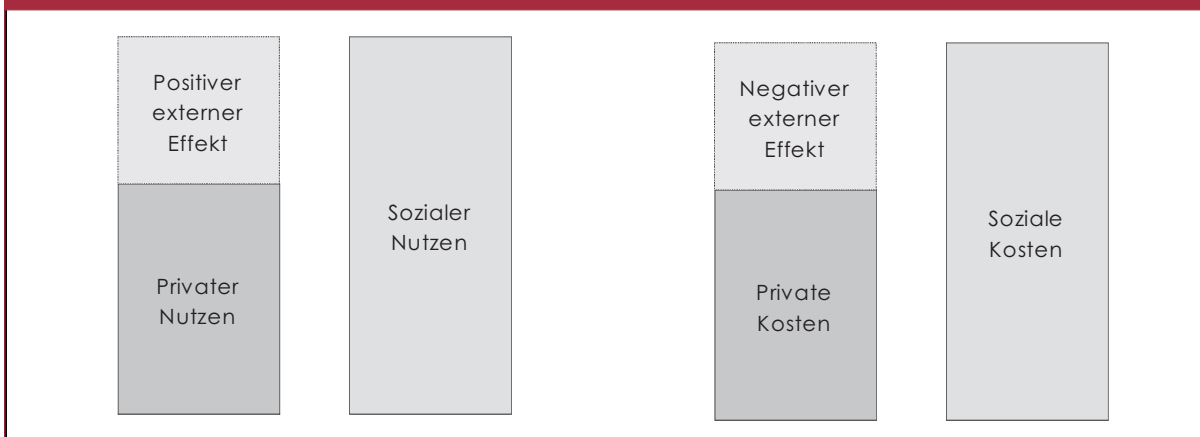 Positiver
externer
Effekt
Privater
Nutzen
Sozialer
Nutzen
Negativer
externer
Effekt
Private
Kosten
Soziale
Kosten